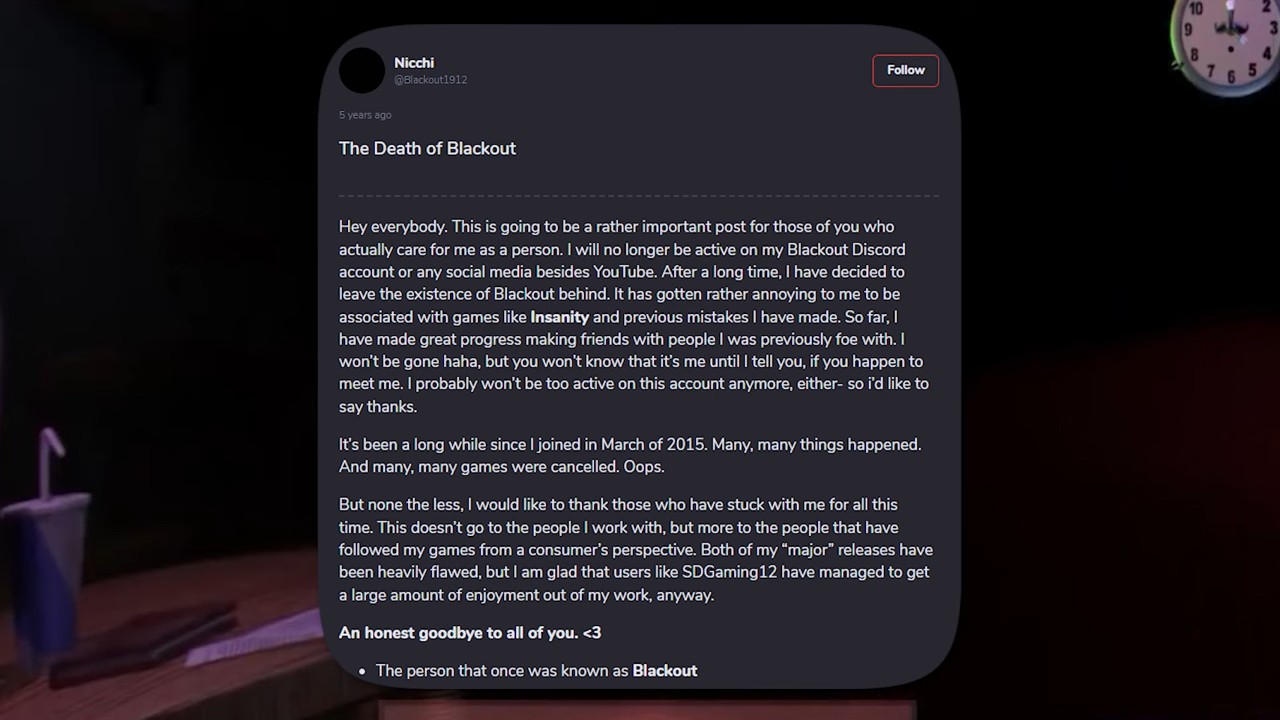 Nicchi
@Blackout1912
Follow
5 years ago
The Death of Blackout
Hey everybody. This is going to be a rather important post for those of you who
actually care for me as a person. I will no longer be active on my Blackout Discord
account or any social media besides YouTube. After a long time, I have decided to
leave the existence of Blackout behind. It has gotten rather annoying to me to be
associated with games like Insanity and previous mistakes I have made. So far, I
have made great progress making friends with people I was previously foe with. I
won't be gone haha, but you won't know that it's me until I tell you, if you happen to
meet me. I probably won't be too active on this account anymore, either- so i'd like to
say thanks.
It's been a long while since I joined in March of 2015. Many, many things happened.
And many, many games were cancelled. Oops.
But none the less, I would like to thank those who have stuck with me for all this
time. This doesn't go to the people I work with, but more to the people that have
followed my games from a consumer's perspective. Both of my “major” releases have
been heavily flawed, but I am glad that users like SDGaming12 have managed to get
a large amount of enjoyment out of my work, anyway.
An honest goodbye to all of you. <3
• The person that once was known as Blackout
10 2
9 3
8 4
7 6 5